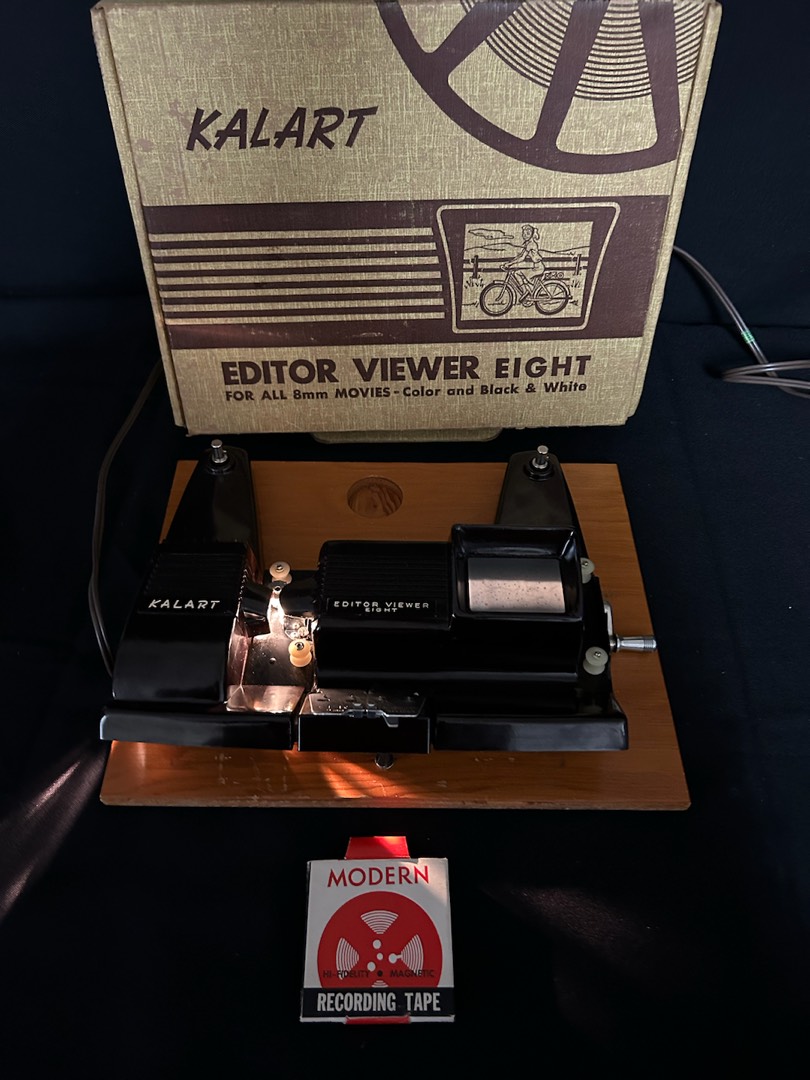 KALART
EDITOR VIEWER EIGHT
FOR ALL 8mm MOVIES - Color and Black & White
KALART
EDITOR VIEWER
EIGHT
MODERN
HI-FIDELITY • MAGNETIC
RECORDING TAPE